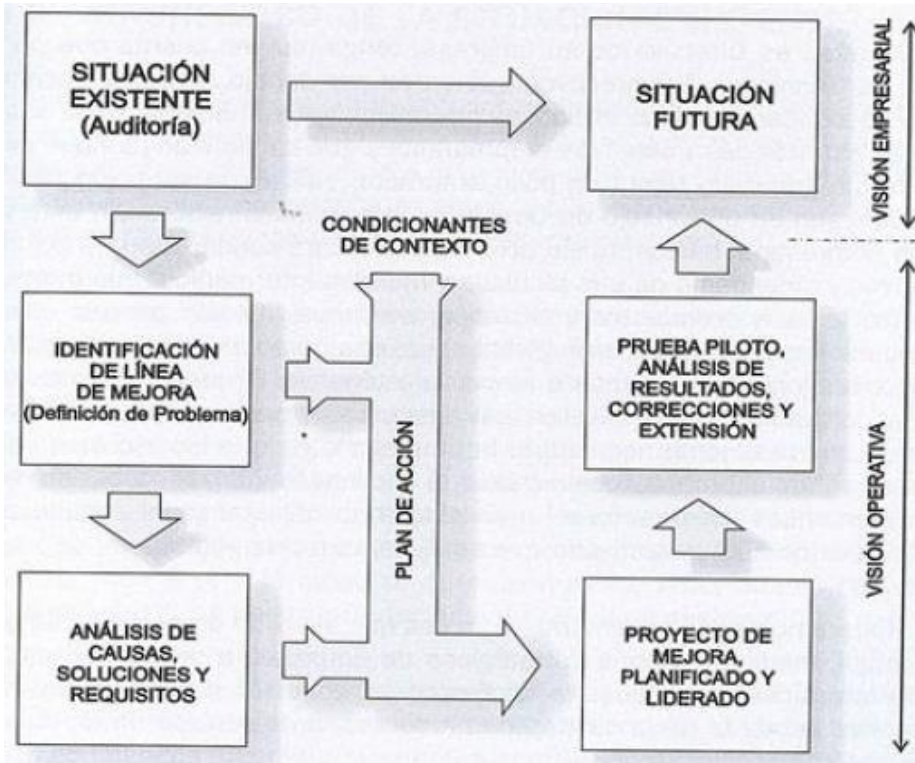 SITUACIÓN
EXISTENTE
(Auditoría)
SITUACIÓN
FUTURA
VISIÓN EMPRESARIAL
CONDICIONANTES
DE CONTEXTO
IDENTIFICACIÓN
DE LÍNEA
DE MEJORA
(Definición de Problema)
PLAN DE ACCIÓN
PRUEBA PILOTO,
ANÁLISIS DE
RESULTADOS,
CORRECCIONES Y
EXTENSIÓN
VISIÓN OPERATIVA
ANÁLISIS DE
CAUSAS,
SOLUCIONES Y
REQUISITOS
PROYECTO DE
MEJORA,
PLANIFICADO Y
LIDERADO